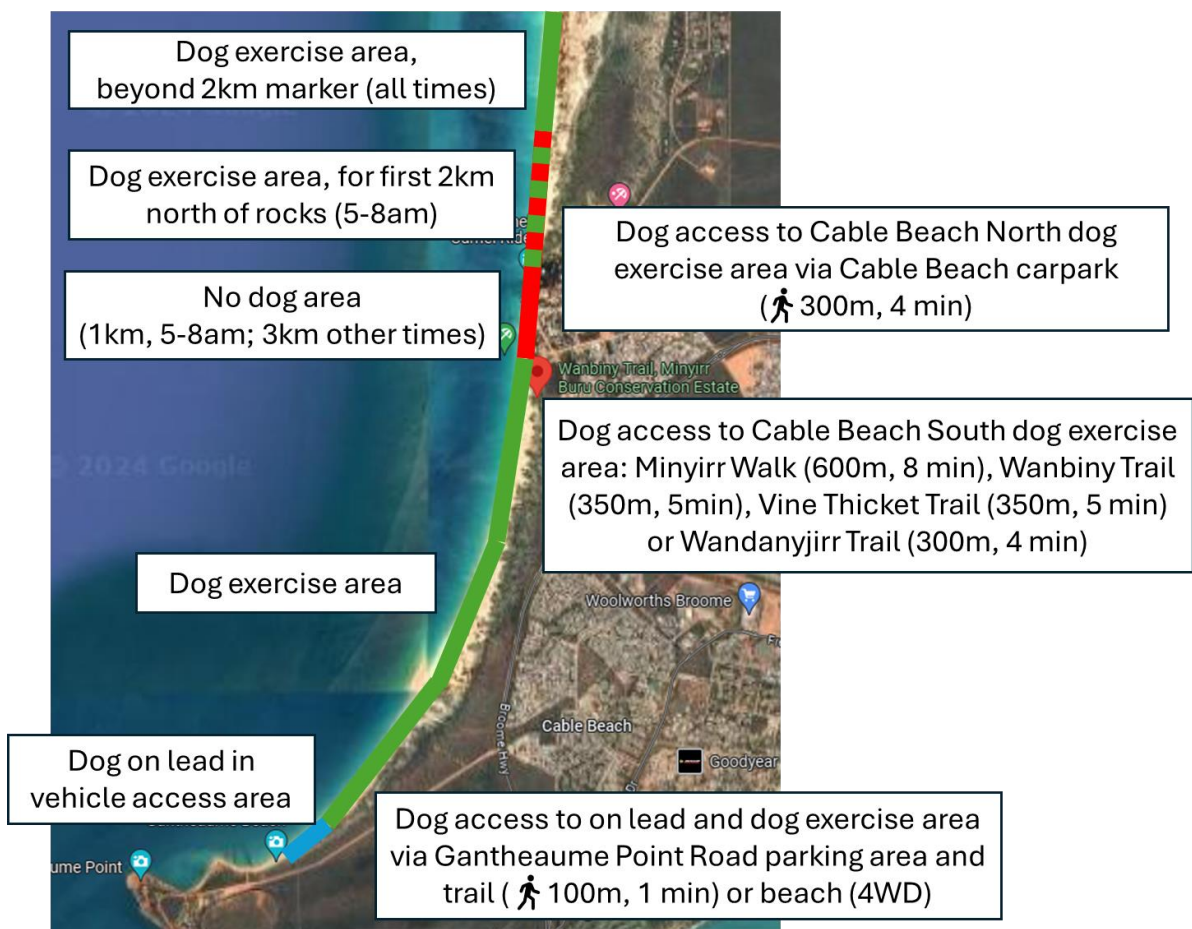 Dog exercise area,
beyond 2km marker (all times)
Dog exercise area, for first 2km
north of rocks (5-8am)
Dog access to Cable Beach North dog
exercise area via Cable Beach carpark
(300m, 4 min)
No dog area
(1km, 5-8am; 3km other times)
Wanbiny Trail, Minyirr
Buru Conservation Estate
Dog access to Cable Beach South dog exercise
area: Minyirr Walk (600m, 8 min), Wanbiny Trail
(350m, 5min), Vine Thicket Trail (350m, 5 min)
or Wandanyjirr Trail (300m, 4 min)
2024 Google
Dog exercise area
Woolworths Broome
Broome Hwy
Cable Beach
Goodyear
Dog on lead in
vehicle access area
Dog access to on lead and dog exercise area
via Gantheaume Point Road parking area and
trail (100m, 1 min) or beach (4WD)
ume Point